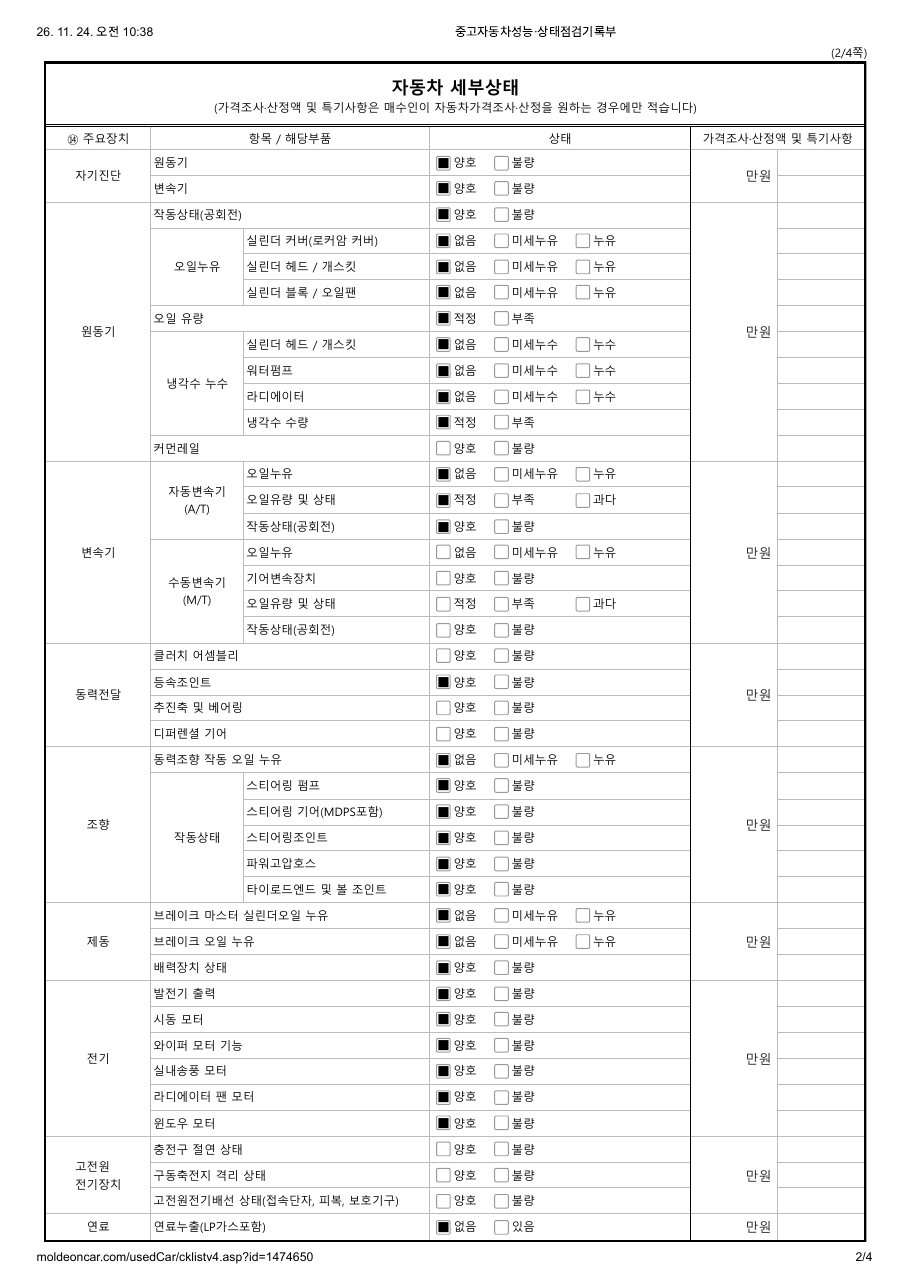 26. 11. 24. 오전 10:38 중고자동차성능·상태점검기록부
(2/4쪽)
자동차 세부상태
(가격조사·산정액 및 특기사항은 매수인이 자동차가격조사·산정을 원하는 경우에만 적습니다)
⑭ 주요장치 항목 / 해당부품 상태 가격조사·산정액 및 특기사항
자기진단 만원
원동기 ■양호 □불량
변속기 ■양호 □불량
원동기 만원
작동상태(공회전) ■양호 □불량
오일누유
실린더 커버(로커암 커버) ■없음 □미세누유 □누유
실린더 헤드 / 개스킷 ■없음 □미세누유 □누유
실린더 블록 / 오일팬 ■없음 □미세누유 □누유
오일 유량 ■적정 □부족
냉각수 누수
실린더 헤드 / 개스킷 ■없음 □미세누수 □누수
워터펌프 ■없음 □미세누수 □누수
라디에이터 ■없음 □미세누수 □누수
냉각수 수량 ■적정 □부족
커먼레일 □양호 □불량
변속기 만원
자동변속기
(A/T)
오일누유 ■없음 □미세누유 □누유
오일유량 및 상태 ■적정 □부족 □과다
작동상태(공회전) ■양호 □불량
수동변속기
(M/T)
오일누유 □없음 □미세누유 □누유
기어변속장치 □양호 □불량
오일유량 및 상태 □적정 □부족 □과다
작동상태(공회전) □양호 □불량
동력전달 만원
클러치 어셈블리 □양호 □불량
등속조인트 ■양호 □불량
추진축 및 베어링 □양호 □불량
디퍼렌셜 기어 □양호 □불량
조향 만원
동력조향 작동 오일 누유 ■없음 □미세누유 □누유
작동상태
스티어링 펌프 ■양호 □불량
스티어링 기어(MDPS포함) ■양호 □불량
스티어링조인트 ■양호 □불량
파워고압호스 ■양호 □불량
타이로드엔드 및 볼 조인트 ■양호 □불량
제동 만원
브레이크 마스터 실린더오일 누유 ■없음 □미세누유 □누유
브레이크 오일 누유 ■없음 □미세누유 □누유
배력장치 상태 ■양호 □불량
전기 만원
발전기 출력 ■양호 □불량
시동 모터 ■양호 □불량
와이퍼 모터 기능 ■양호 □불량
실내송풍 모터 ■양호 □불량
라디에이터 팬 모터 ■양호 □불량
윈도우 모터 ■양호 □불량
고전원
전기장치 만원
충전구 절연 상태 □양호 □불량
구동축전지 격리 상태 □양호 □불량
고전원전기배선 상태(접속단자, 피복, 보호기구) □양호 □불량
연료 연료누출(LP가스포함) ■없음 □있음 만원
moldeoncar.com/usedCar/cklistv4.asp?id=1474650 2/4